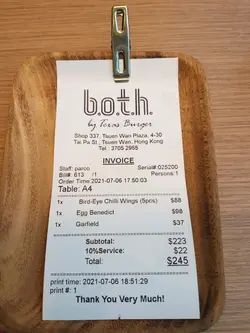 b.o.t.h.
by Texas Burger
Shop 337, Tsuen Wan Plaza, 4-30
Tai Pa St., Tsuen Wan, Hong Kong
Tel : 3705 2955
INVOICE
Staff: parco Serial#:025200
Bill#: 613 /1 Persons:1
Order Time:2021-07-06 17:50:03
Table: A4
1x Bird-Eye Chilli Wings (5pcs) $88
1x Egg Benedict $98
1x Garfield $37
Subtotal: $223
10%Service: $22
Total: $245
print time: 2021-07-06 18:51:29
print #: 1
Thank You Very Much!